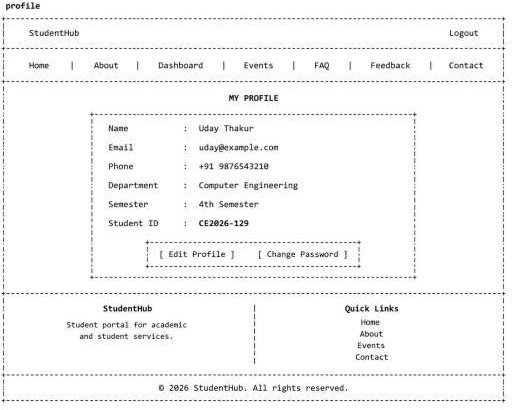 profile
StudentHub Logout
Home | About | Dashboard | Events | FAQ | Feedback | Contact
MY PROFILE
Name : Uday Thakur
Email : uday@example.com
Phone : +91 9876543210
Department : Computer Engineering
Semester : 4th Semester
Student ID : CE2026-129
[ Edit Profile ] [ Change Password ]
StudentHub
Student portal for academic
and student services.
Quick Links
Home
About
Events
Contact
© 2026 StudentHub. All rights reserved.